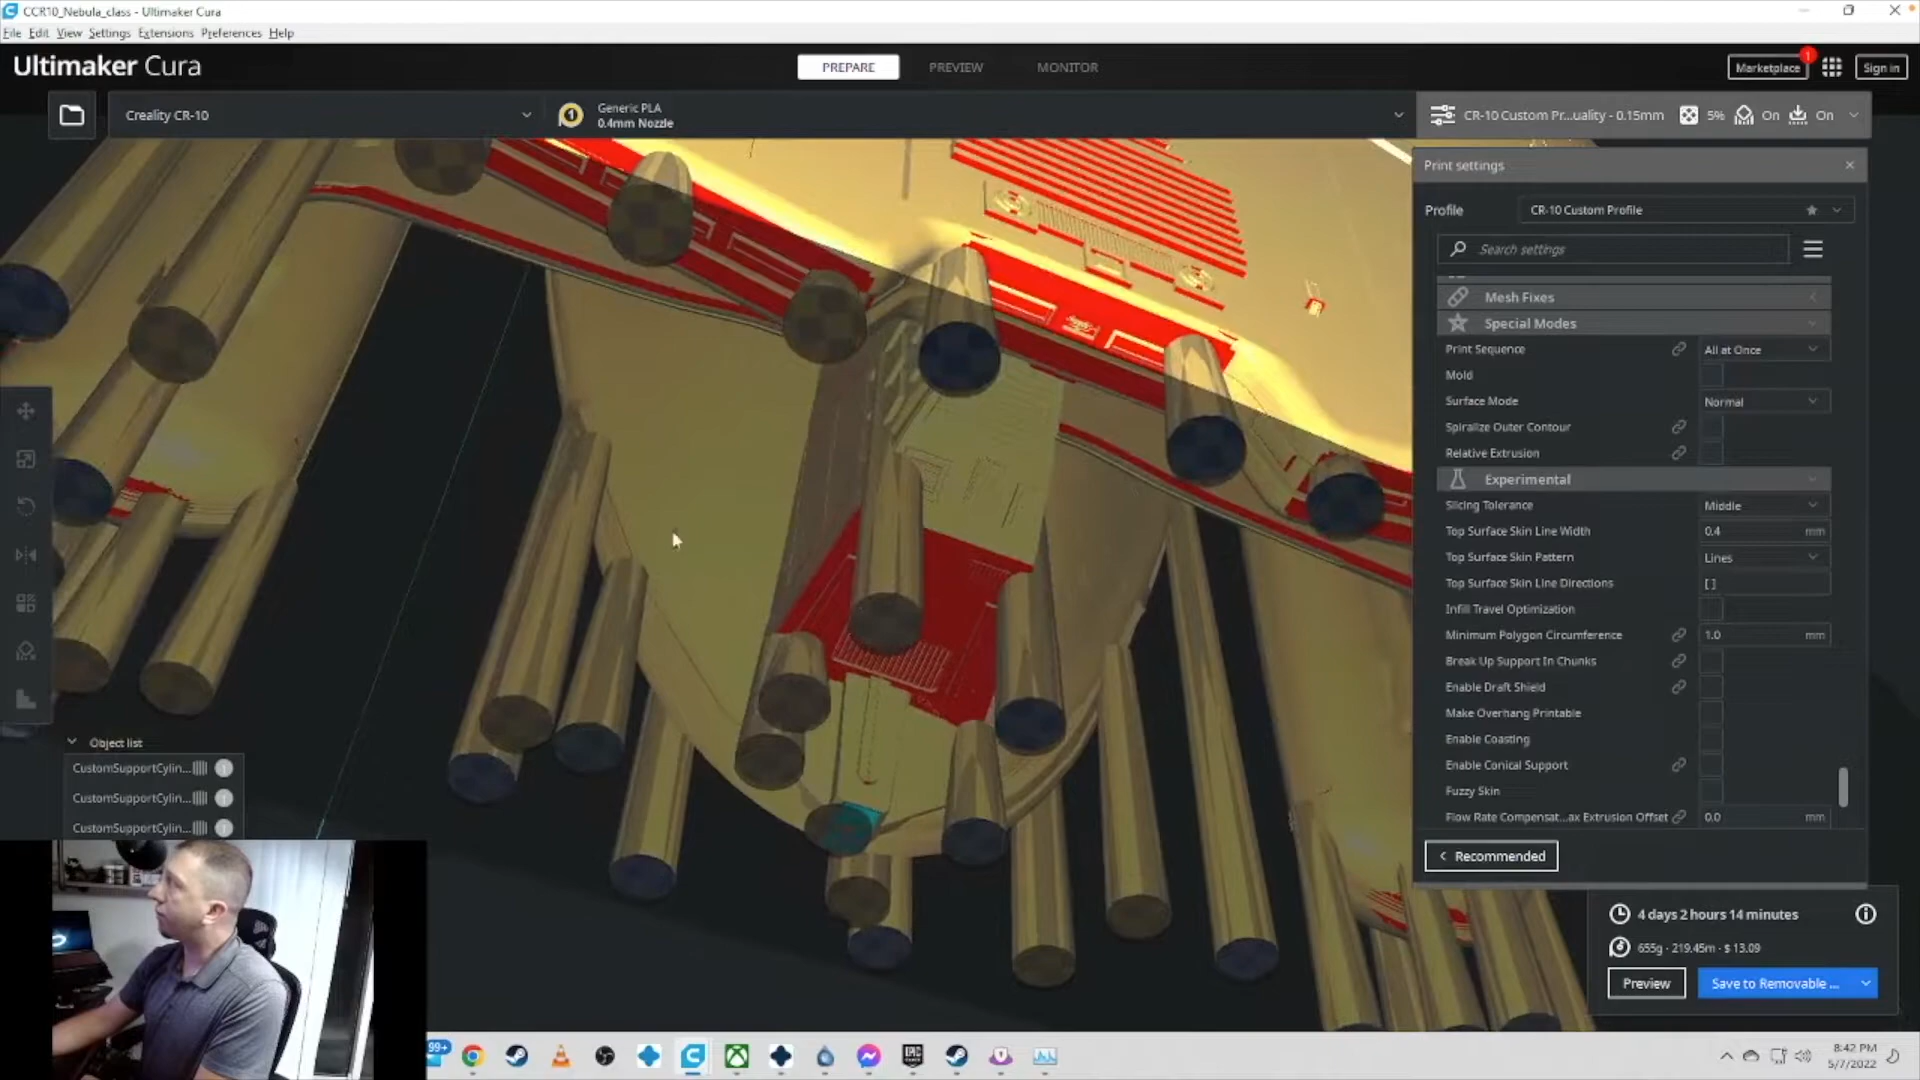 CCR10_Nebula_class - Ultimaker Cura
File Edit View Settings Extensions Preferences Help
Ultimaker Cura
PREPARE
PREVIEW
MONITOR
Marketplace
1
Sign in
Creality CR-10
1
Generic PLA
0.4mm Nozzle
CR-10 Custom Pr...uality - 0.15mm
5%
On
On
Print settings
Profile
CR-10 Custom Profile
Search settings
Mesh Fixes
Special Modes
Print Sequence
All at Once
Mold
Surface Mode
Normal
Spiralize Outer Contour
Relative Extrusion
Experimental
Slicing Tolerance
Middle
Top Surface Skin Line Width
0.4 mm
Top Surface Skin Pattern
Lines
Top Surface Skin Line Directions
[ ]
Infill Travel Optimization
Minimum Polygon Circumference
1.0 mm
Break Up Support In Chunks
Enable Draft Shield
Make Overhang Printable
Enable Coasting
Enable Conical Support
Fuzzy Skin
Flow Rate Compensat...ax Extrusion Offset
0.0 mm
Recommended
Object list
CustomSupportCylin...
CustomSupportCylin...
CustomSupportCylin...
4 days 2 hours 14 minutes
655g · 219.45m · $ 13.09
Preview
Save to Removable ...
99+
EPIC
8:42 PM
5/7/2022